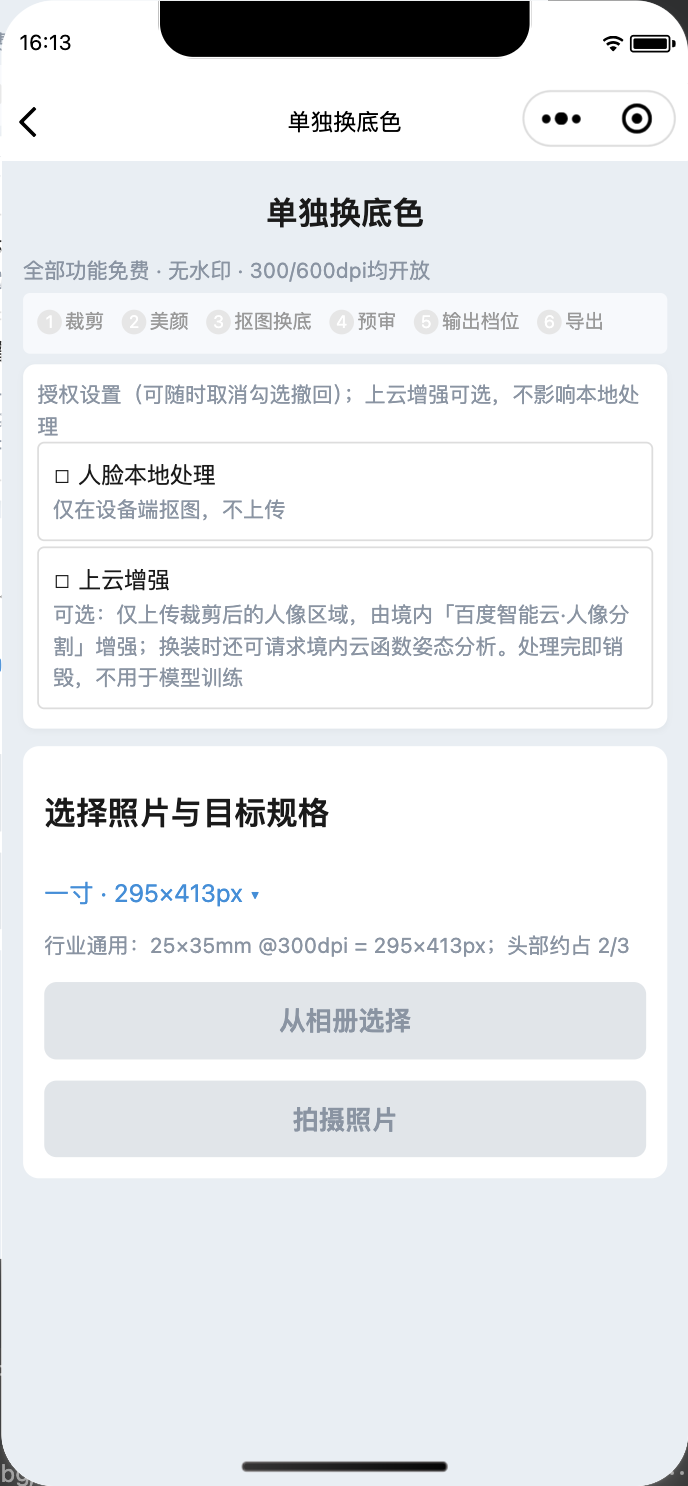 16:13
单独换底色
单独换底色
全部功能免费 · 无水印 · 300/600dpi均开放
1 裁剪 2 美颜 3 抠图换底 4 预审 5 输出档位 6 导出
授权设置（可随时取消勾选撤回）；上云增强可选，不影响本地处
理
□ 人脸本地处理
仅在设备端抠图，不上传
□ 上云增强
可选：仅上传裁剪后的人像区域，由境内「百度智能云·人像分
割」增强；换装时还可请求境内云函数姿态分析。处理完即销
毁，不用于模型训练
选择照片与目标规格
一寸 · 295×413px ▾
行业通用：25×35mm @300dpi = 295×413px；头部约占 2/3
从相册选择
拍摄照片